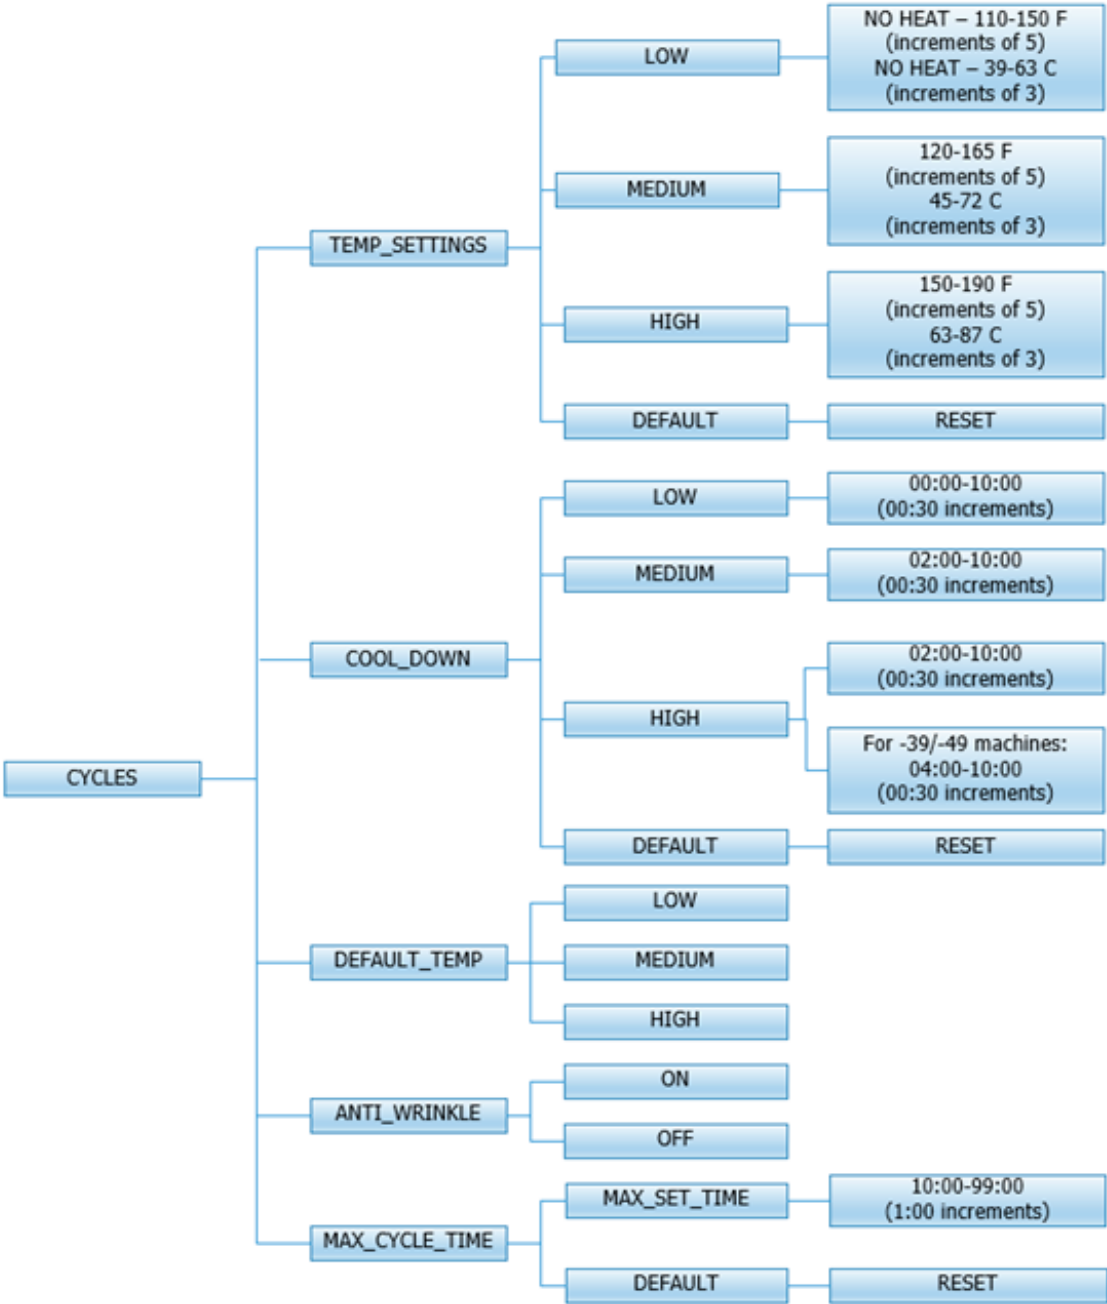 CYCLES
TEMP_SETTINGS
LOW
NO HEAT – 110-150 F
(increments of 5)
NO HEAT – 39-63 C
(increments of 3)
MEDIUM
120-165 F
(increments of 5)
45-72 C
(increments of 3)
HIGH
150-190 F
(increments of 5)
63-87 C
(increments of 3)
DEFAULT
RESET
COOL_DOWN
LOW
00:00-10:00
(00:30 increments)
MEDIUM
02:00-10:00
(00:30 increments)
HIGH
02:00-10:00
(00:30 increments)
For -39/-49 machines:
04:00-10:00
(00:30 increments)
DEFAULT
RESET
DEFAULT_TEMP
LOW
MEDIUM
HIGH
ANTI_WRINKLE
ON
OFF
MAX_CYCLE_TIME
MAX_SET_TIME
10:00-99:00
(1:00 increments)
DEFAULT
RESET